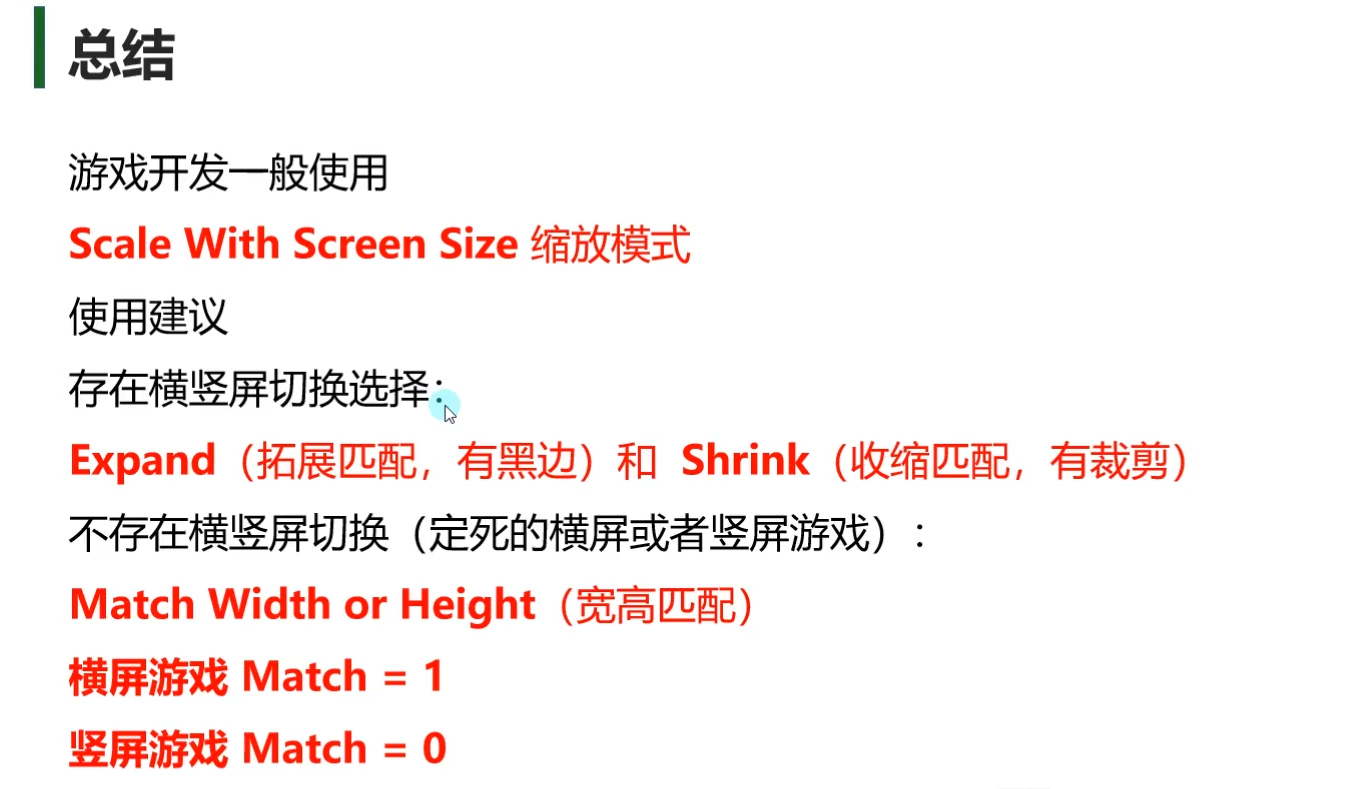 总结
游戏开发一般使用
Scale With Screen Size 缩放模式
使用建议
存在横竖屏切换选择：
Expand（拓展匹配，有黑边）和 Shrink（收缩匹配，有裁剪）
不存在横竖屏切换（定死的横屏或者竖屏游戏）：
Match Width or Height（宽高匹配）
横屏游戏 Match = 1
竖屏游戏 Match = 0